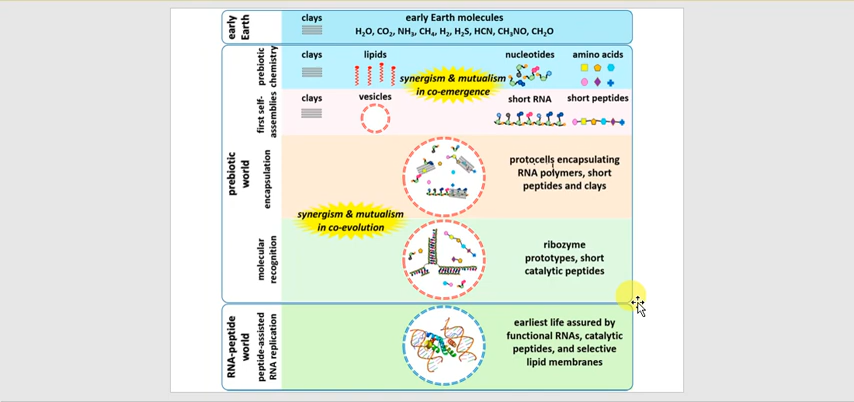 early
Earth
clays
early Earth molecules
H₂O, CO₂, NH₃, CH₄, H₂, H₂S, HCN, CH₃NO, CH₂O
prebiotic
world
prebiotic
chemistry
clays
lipids
nucleotides
amino acids
synergism & mutualism
in co-emergence
first self-
assemblies
clays
vesicles
short RNA
short peptides
encapsulation
protocells encapsulating
RNA polymers, short
peptides and clays
synergism & mutualism
in co-evolution
molecular
recognition
ribozyme
prototypes, short
catalytic peptides
RNA-peptide
world
peptide-assisted
RNA replication
earliest life assured by
functional RNAs, catalytic
peptides, and selective
lipid membranes